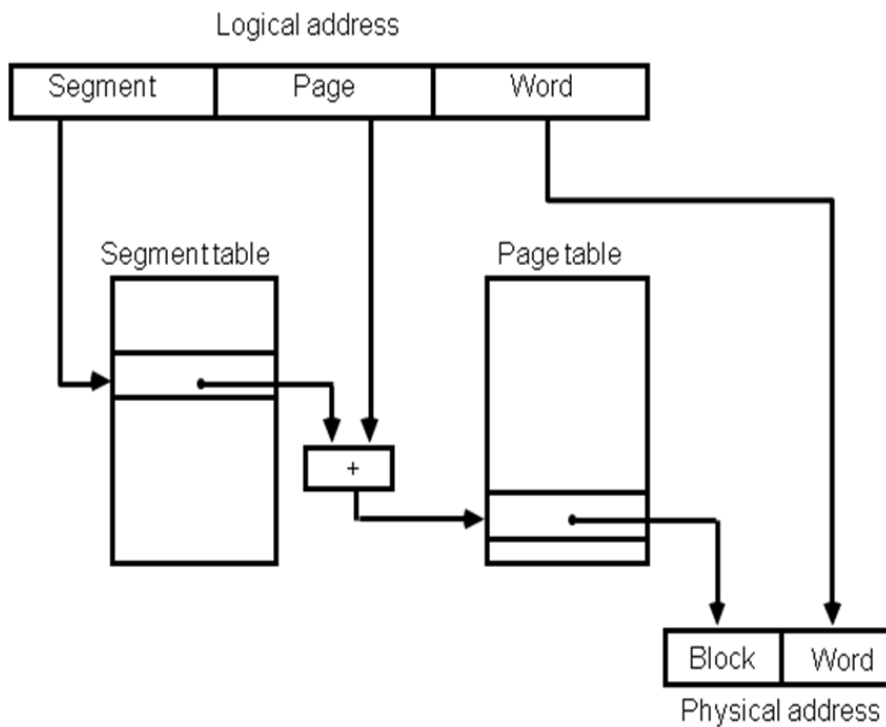 Logical address
Segment Page Word
Segment table Page table
+
Block Word
Physical address